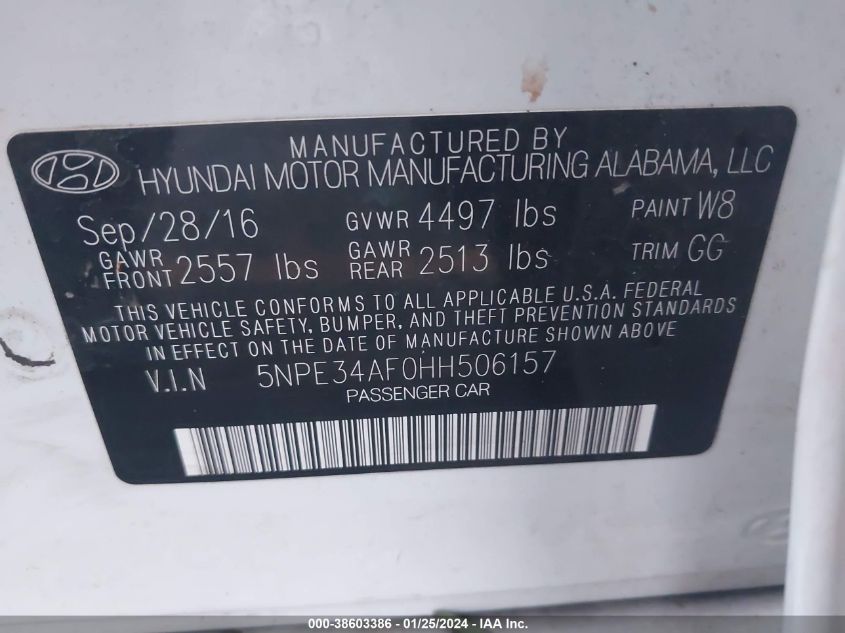 MANUFACTURED BY
HYUNDAI MOTOR MANUFACTURING ALABAMA, LLC
Sep/28/16 GVWR 4497 lbs PAINT W8
GAWR FRONT 2557 lbs GAWR REAR 2513 lbs TRIM GG
THIS VEHICLE CONFORMS TO ALL APPLICABLE U.S.A. FEDERAL
MOTOR VEHICLE SAFETY, BUMPER, AND THEFT PREVENTION STANDARDS
IN EFFECT ON THE DATE OF MANUFACTURE SHOWN ABOVE.
V.I.N 5NPE34AF0HH506157
PASSENGER CAR
000-38603386 - 01/25/2024 - IAA Inc.